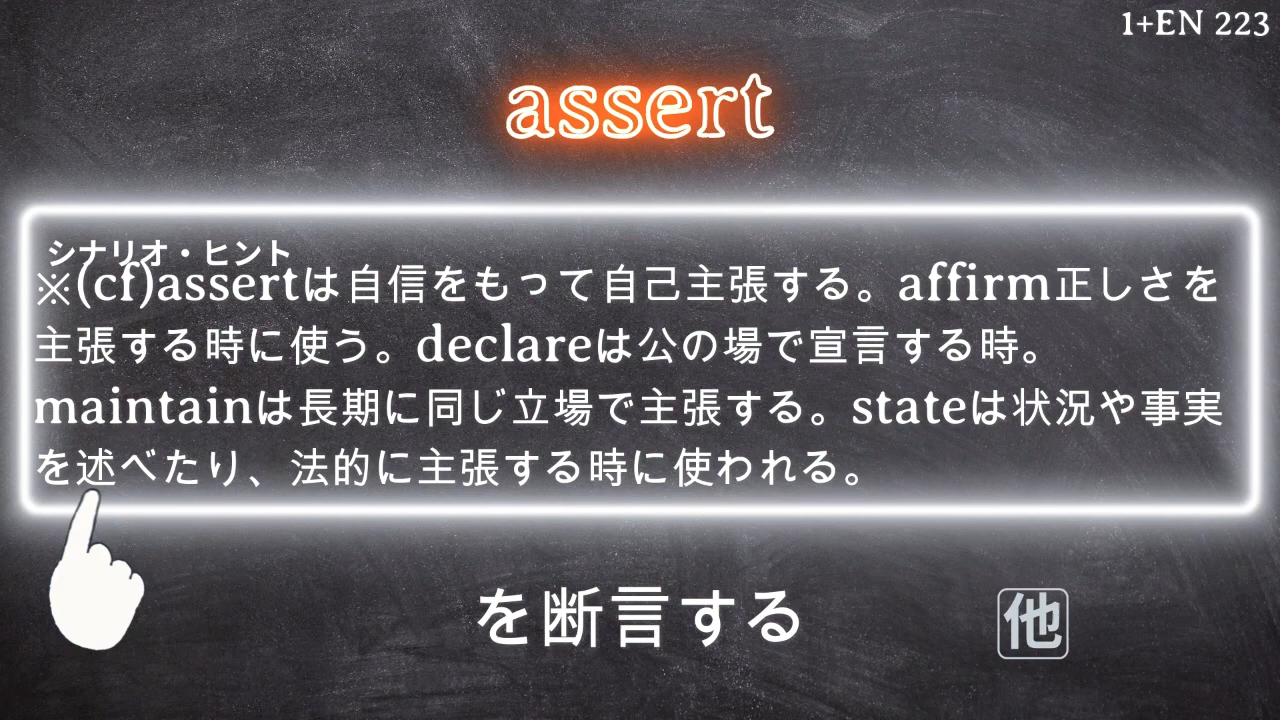 1+EN 223
assert
シナリオ・ヒント
※(cf)assertは自信をもって自己主張する。affirm正しさを
主張する時に使う。declareは公の場で宣言する時。
maintainは長期に同じ立場で主張する。stateは状況や事実
を述べたり、法的に主張する時に使われる。
を断言する
他